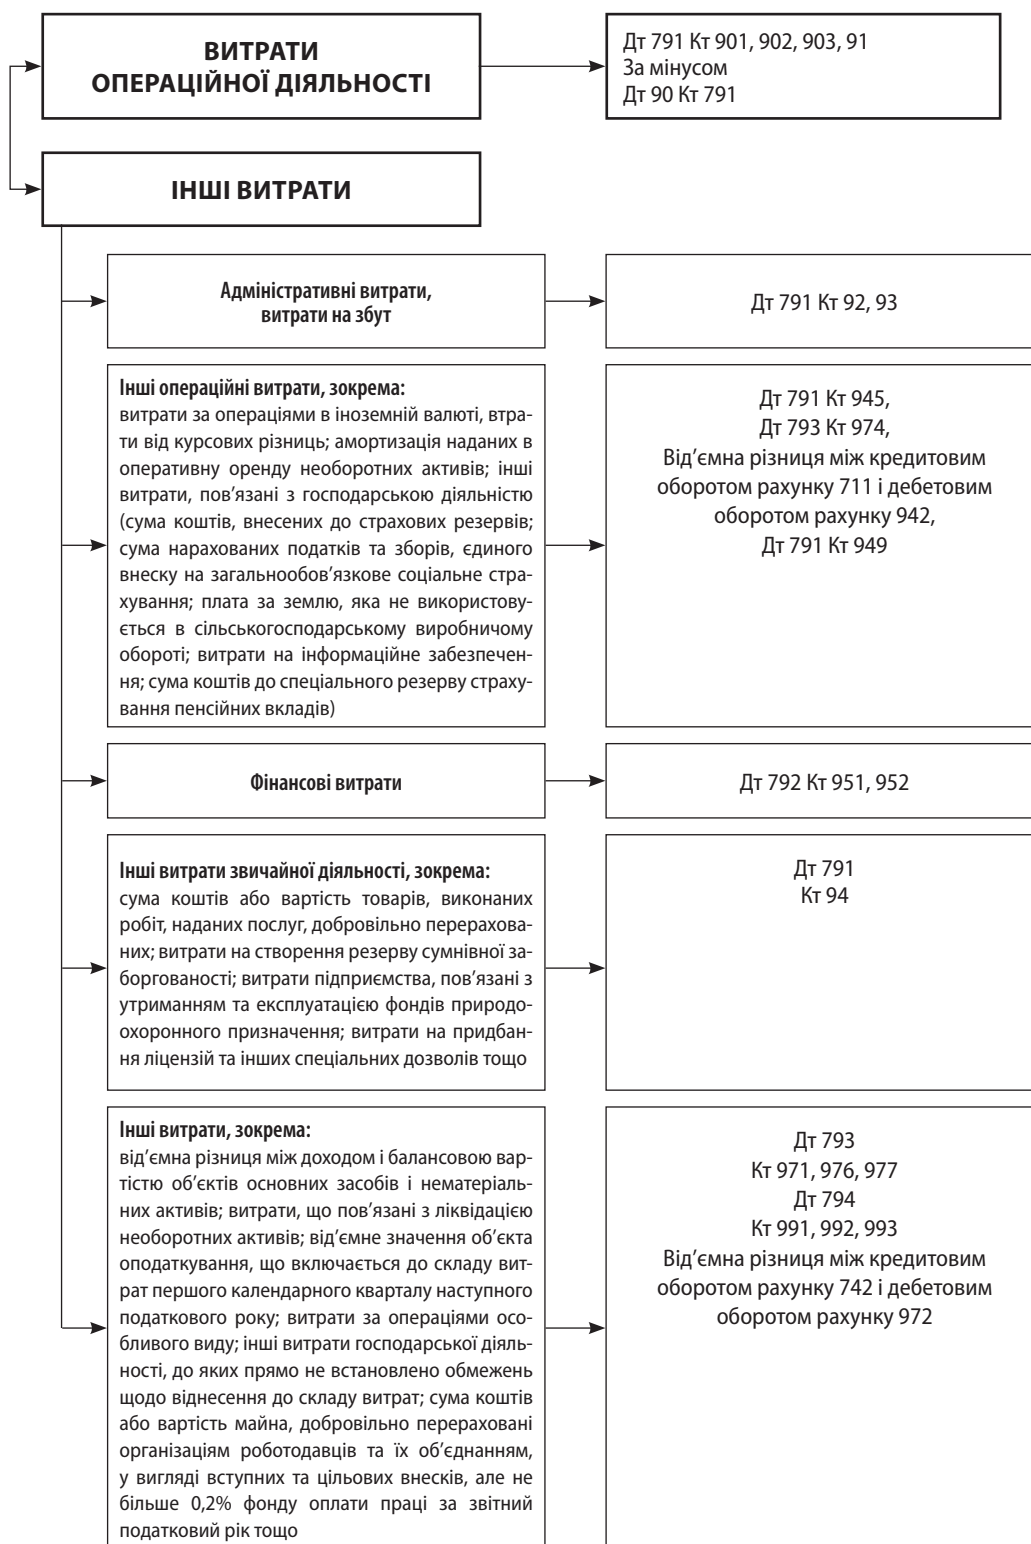 ВИТРАТИ
ОПЕРАЦІЙНОЇ ДІЯЛЬНОСТІ
Дт 791 Кт 901, 902, 903, 91
За мінусом
Дт 90 Кт 791
ІНШІ ВИТРАТИ
Адміністративні витрати,
витрати на збут
Дт 791 Кт 92, 93
Інші операційні витрати, зокрема:
витрати за операціями в іноземній валюті, втра-
ти від курсових різниць; амортизація наданих в
оперативну оренду необоротних активів; інші
витрати, пов’язані з господарською діяльністю
(сума коштів, внесених до страхових резервів;
сума нарахованих податків та зборів, єдиного
внеску на загальнообов’язкове соціальне стра-
хування; плата за землю, яка не використову-
ється в сільськогосподарському виробничому
обороті; витрати на інформаційне забезпечен-
ня; сума коштів до спеціального резерву страху-
вання пенсійних вкладів)
Дт 791 Кт 945,
Дт 793 Кт 974,
Від’ємна різниця між кредитовим
оборотом рахунку 711 і дебетовим
оборотом рахунку 942,
Дт 791 Кт 949
Фінансові витрати
Дт 792 Кт 951, 952
Інші витрати звичайної діяльності, зокрема:
сума коштів або вартість товарів, виконаних
робіт, наданих послуг, добровільно перерахова-
них; витрати на створення резерву сумнівної за-
боргованості; витрати підприємства, пов’язані з
утриманням та експлуатацією фондів природо-
охоронного призначення; витрати на придбан-
ня ліцензій та інших спеціальних дозволів тощо
Дт 791
Кт 94
Інші витрати, зокрема:
від’ємна різниця між доходом і балансовою вар-
тістю об’єктів основних засобів і нематеріаль-
них активів; витрати, що пов’язані з ліквідацією
необоротних активів; від’ємне значення об’єкта
оподаткування, що включається до складу вит-
рат першого календарного кварталу наступного
податкового року; витрати за операціями осо-
бливого виду; інші витрати господарської діяль-
ності, до яких прямо не встановлено обмежень
щодо віднесення до складу витрат; сума коштів
або вартість майна, добровільно перераховані
організаціям роботодавців та їх об’єднанням,
у вигляді вступних та цільових внесків, але не
більше 0,2% фонду оплати праці за звітний
податковий рік тощо
Дт 793
Кт 971, 976, 977
Дт 794
Кт 991, 992, 993
Від’ємна різниця між кредитовим
оборотом рахунку 742 і дебетовим
оборотом рахунку 972